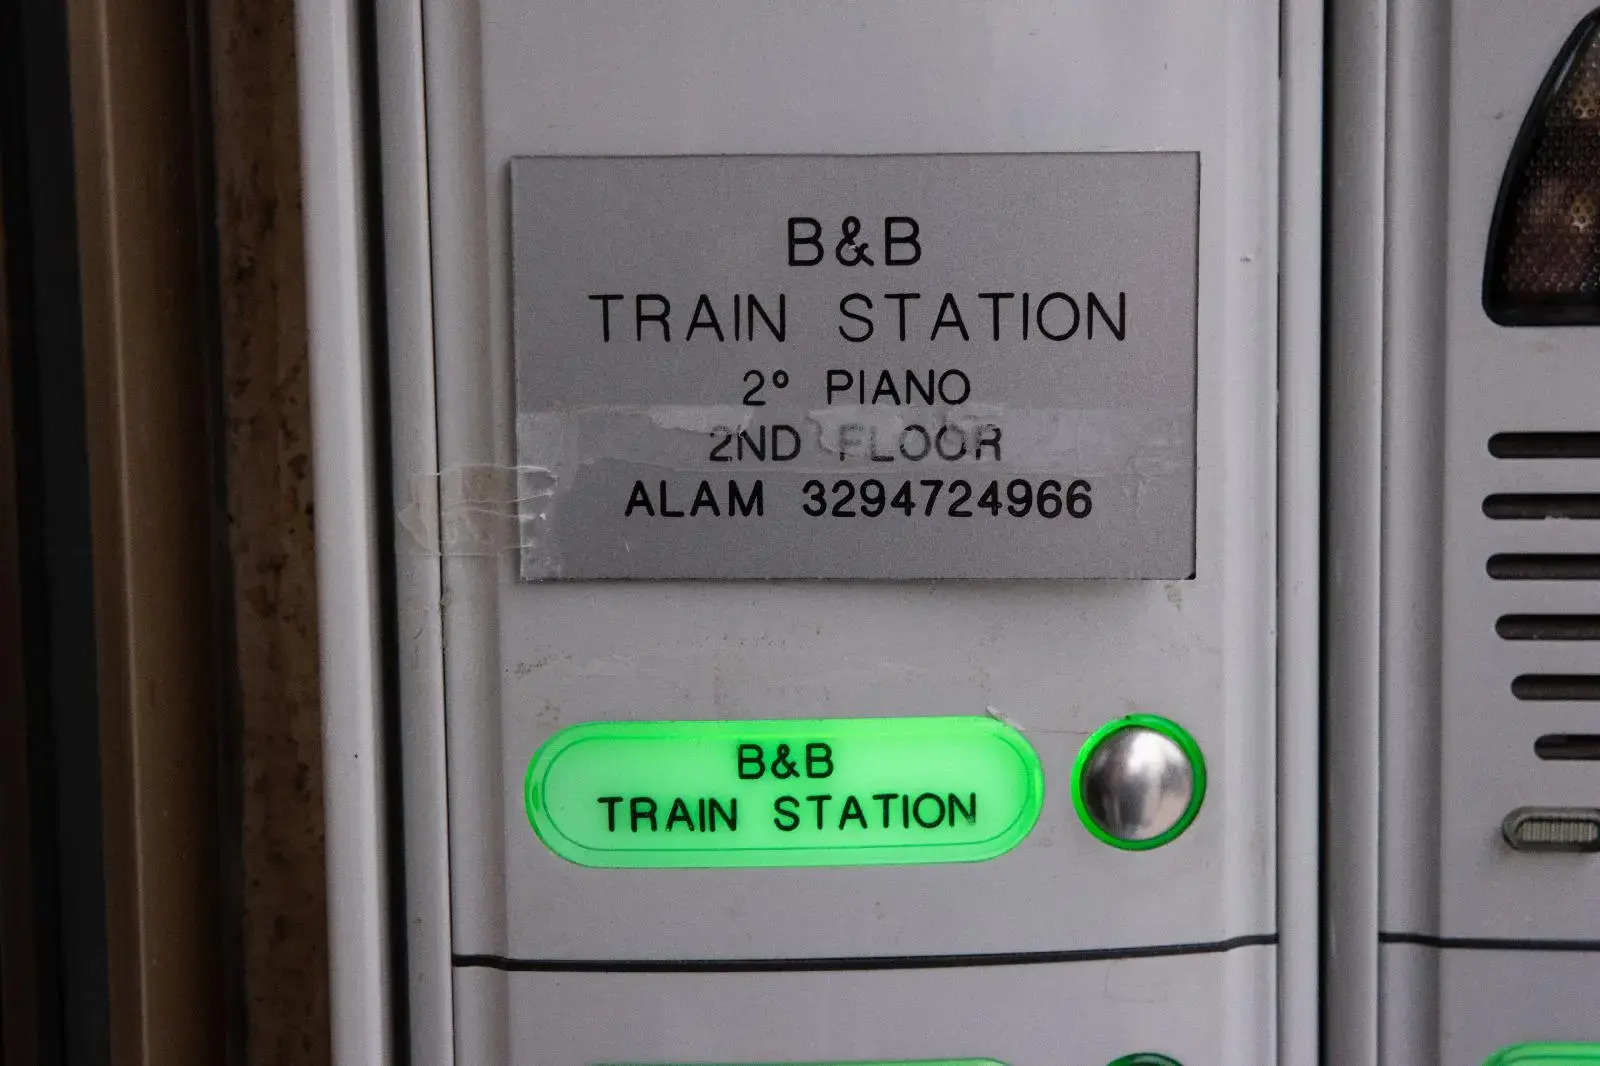 B&B
TRAIN STATION
2° PIANO
2ND FLOOR
ALAM 3294724966
B&B
TRAIN STATION